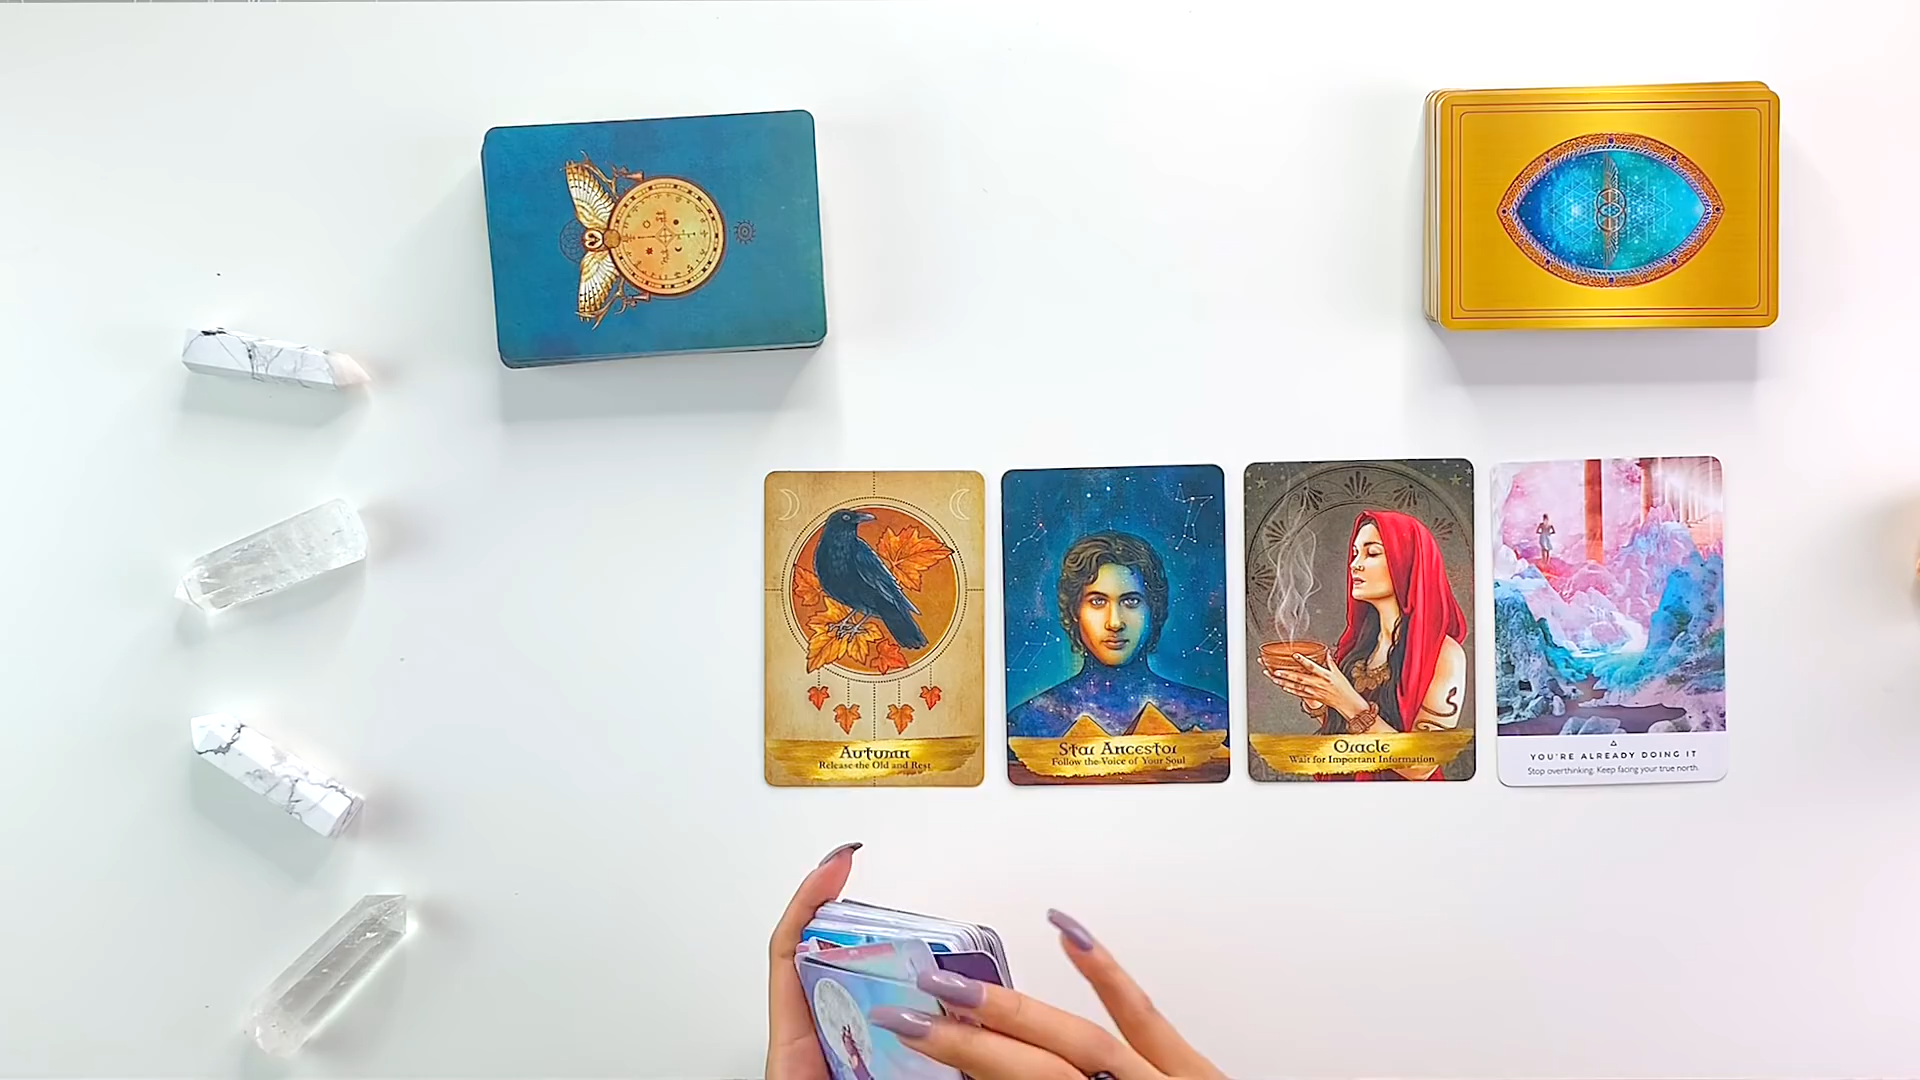 Autumn
Release the Old and Rest
Star Ancestor
Follow the Voice of Your Soul
Oracle
Wait for Important Information
YOU'RE ALREADY DOING IT
Stop overthinking. Keep facing your true north.